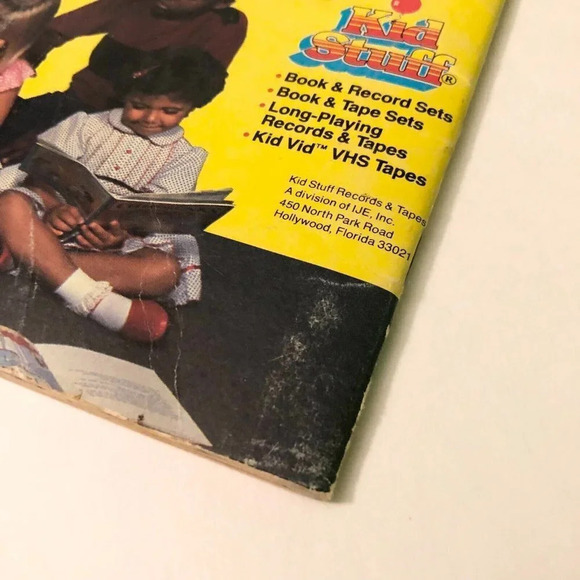 Kid
Stuff®
• Book & Record Sets
• Book & Tape Sets
• Long-Playing
Records & Tapes
• Kid Vid™ VHS Tapes
Kid Stuff Records & Tapes
A division of IJE, Inc.
450 North Park Road
Hollywood, Florida 33021